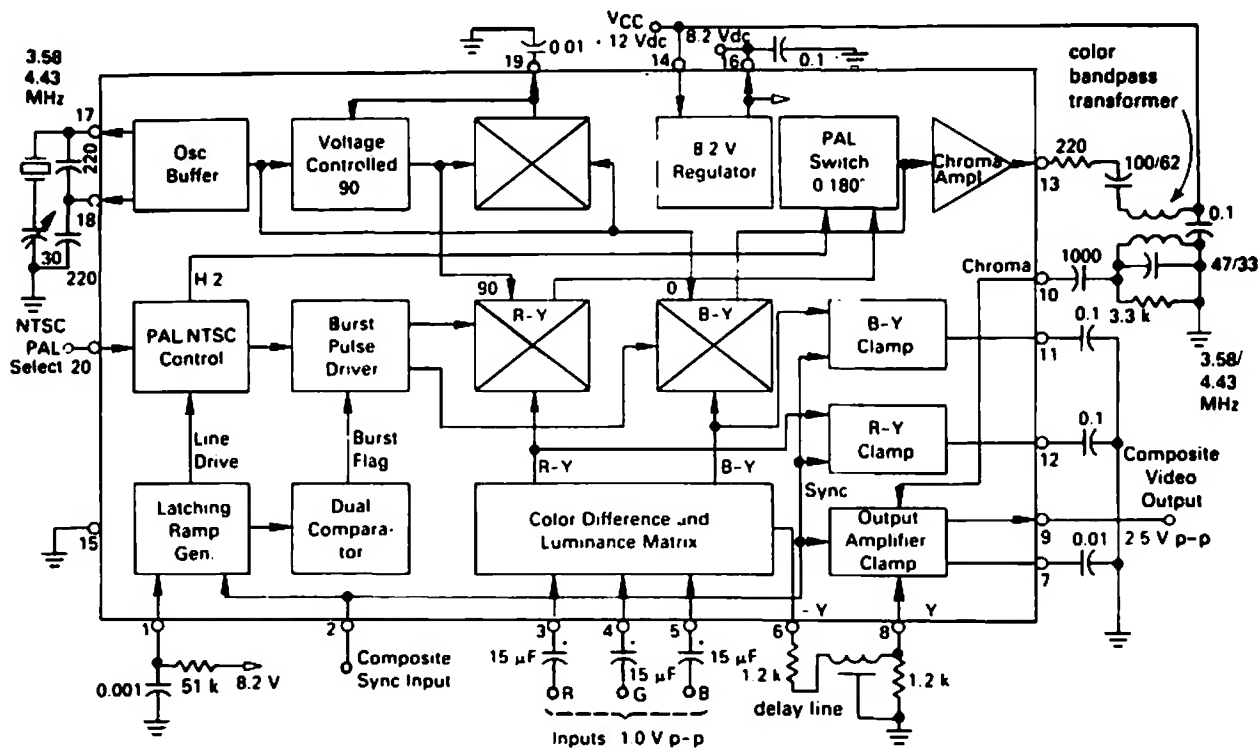 VCC
12 Vdc
8.2 Vdc
0.01
19
14
16
0.1
color
bandpass
transformer
3.58
4.43
MHz
17
220
18
30
220
Osc
Buffer
Voltage
Controlled
90
8 2 V
Regulator
PAL
Switch
0 180°
Chroma
Ampl
13
220
100/62
0.1
47/33
3.3 k
1000
Chroma
10
H 2
90
0
NTSC
PAL
Select 20
PAL NTSC
Control
Burst
Pulse
Driver
R-Y
B-Y
B-Y
Clamp
11
0.1
3.58/
4.43
MHz
Line
Drive
Burst
Flag
R-Y
B-Y
R-Y
Clamp
12
0.1
Sync
Composite
Video
Output
15
Latching
Ramp
Gen.
Dual
Compara-
tor
Color Difference and
Luminance Matrix
Output
Amplifier
Clamp
9
2 5 V p-p
0.01
7
1
2
3
4
5
6
- Y
8
Y
0.001
51 k
8.2 V
Composite
Sync Input
15 µF
15 µF
15 µF
R
G
B
Inputs 1.0 V p-p
1.2 k
delay line
1.2 k